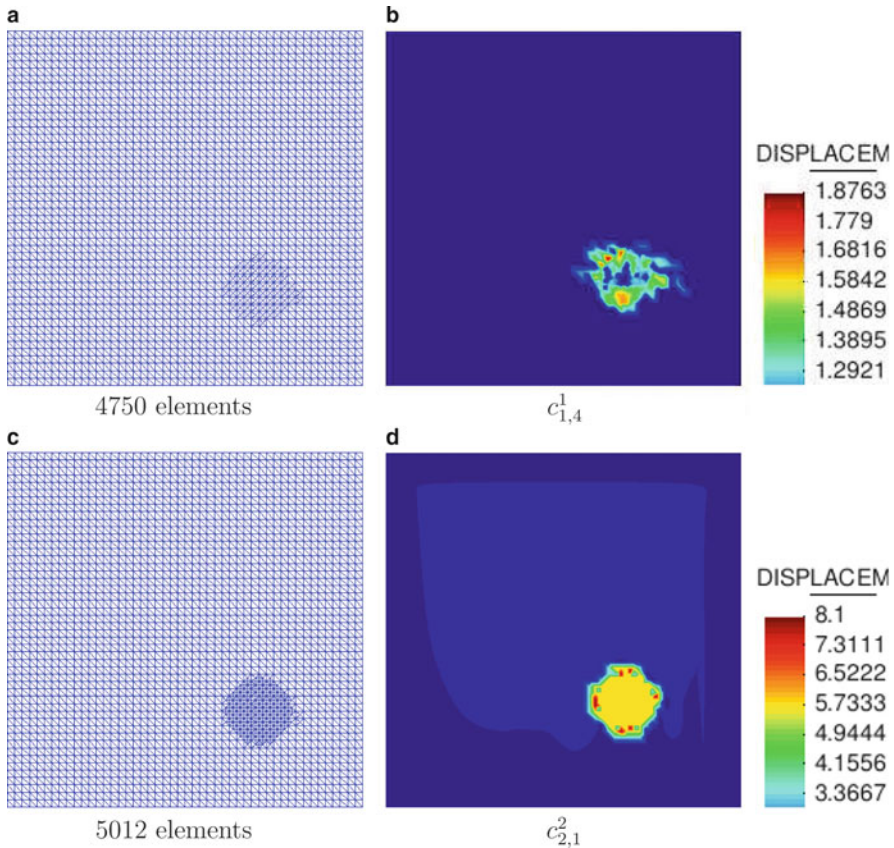 a
b
DISPLACEM
1.8763
1.779
1.6816
1.5842
1.4869
1.3895
1.2921
4750 elements
$c^1_{1,4}$
c
d
DISPLACEM
8.1
7.3111
6.5222
5.7333
4.9444
4.1556
3.3667
5012 elements
$c^2_{2,1}$